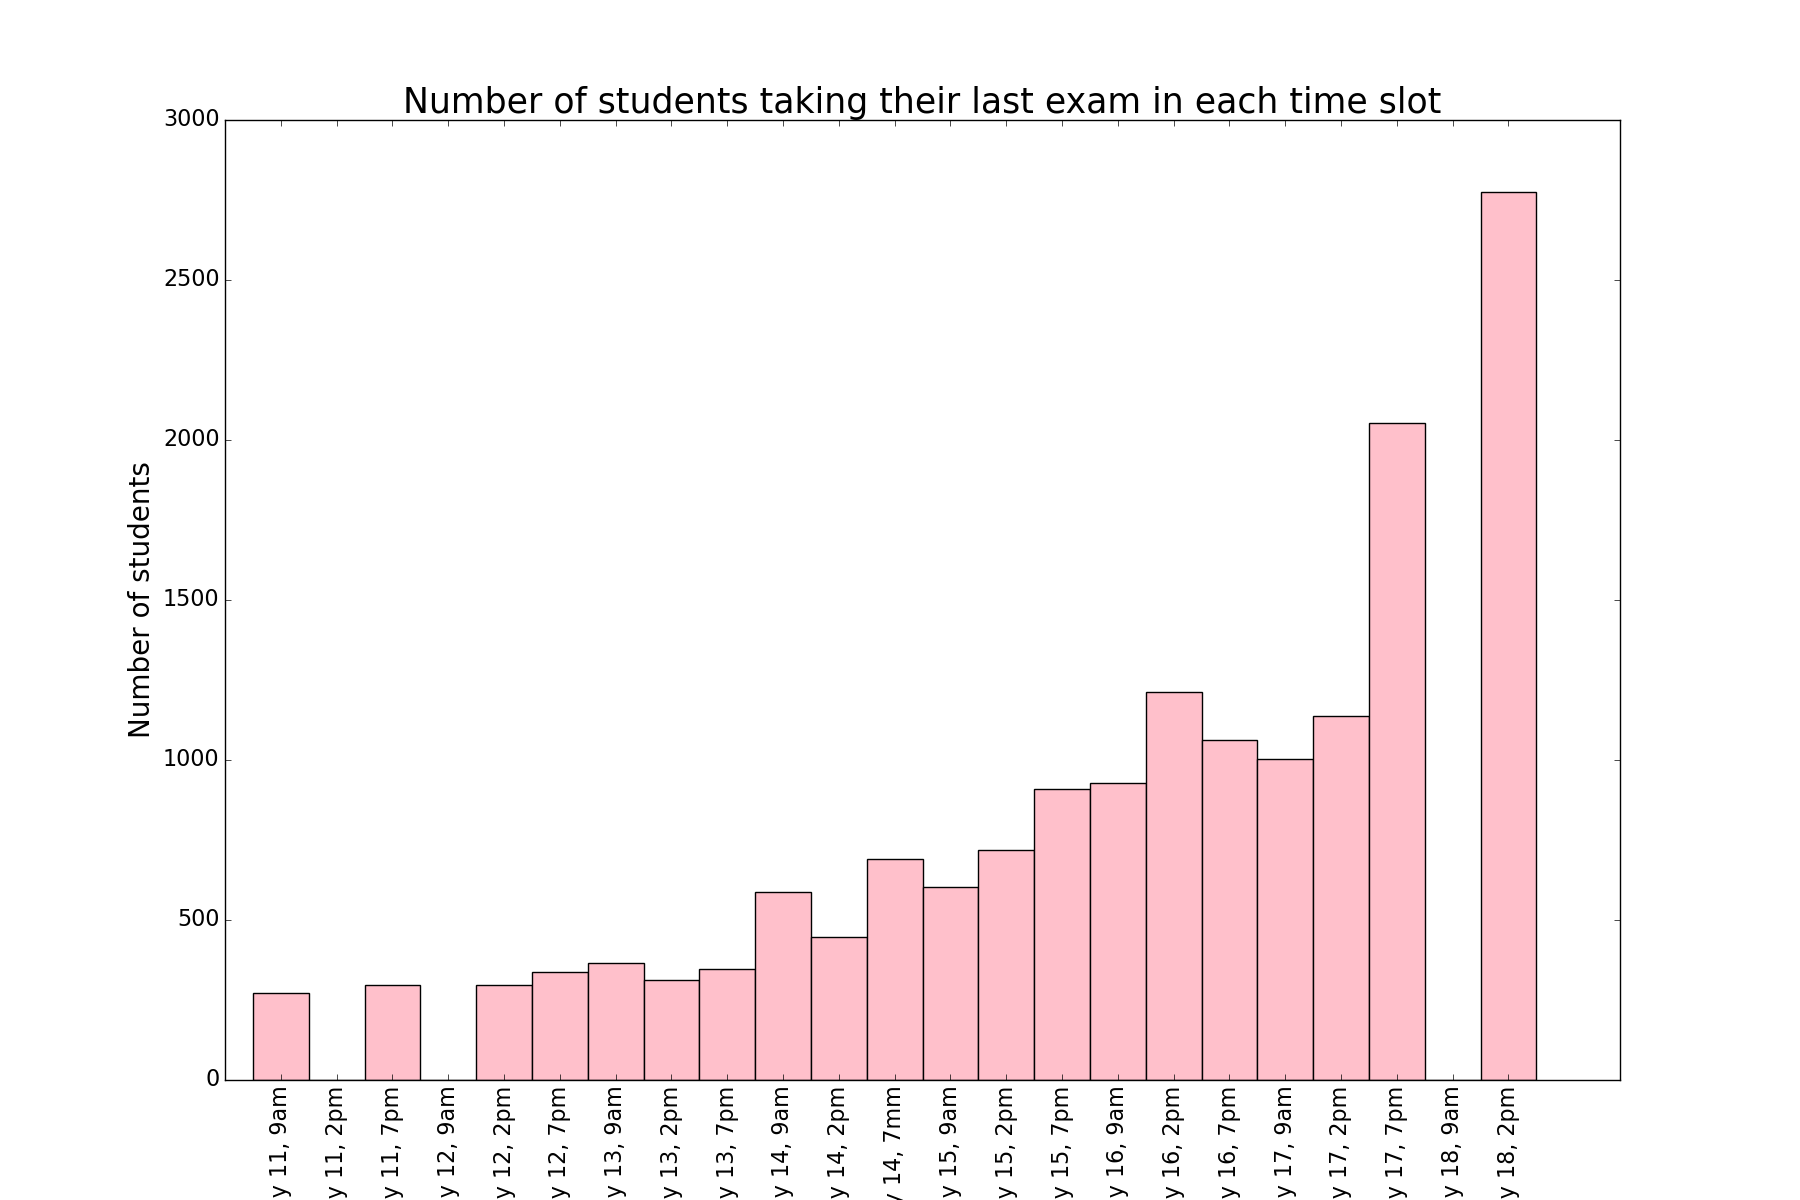 Number of students taking their last exam in each time slot
Number of students
3000
2500
2000
1500
1000
500
0
y 11, 9am
y 11, 2pm
y 11, 7pm
y 12, 9am
y 12, 2pm
y 12, 7pm
y 13, 9am
y 13, 2pm
y 13, 7pm
y 14, 9am
y 14, 2pm
y 14, 7mm
y 15, 9am
y 15, 2pm
y 15, 7pm
y 16, 9am
y 16, 2pm
y 16, 7pm
y 17, 9am
y 17, 2pm
y 17, 7pm
y 18, 9am
y 18, 2pm